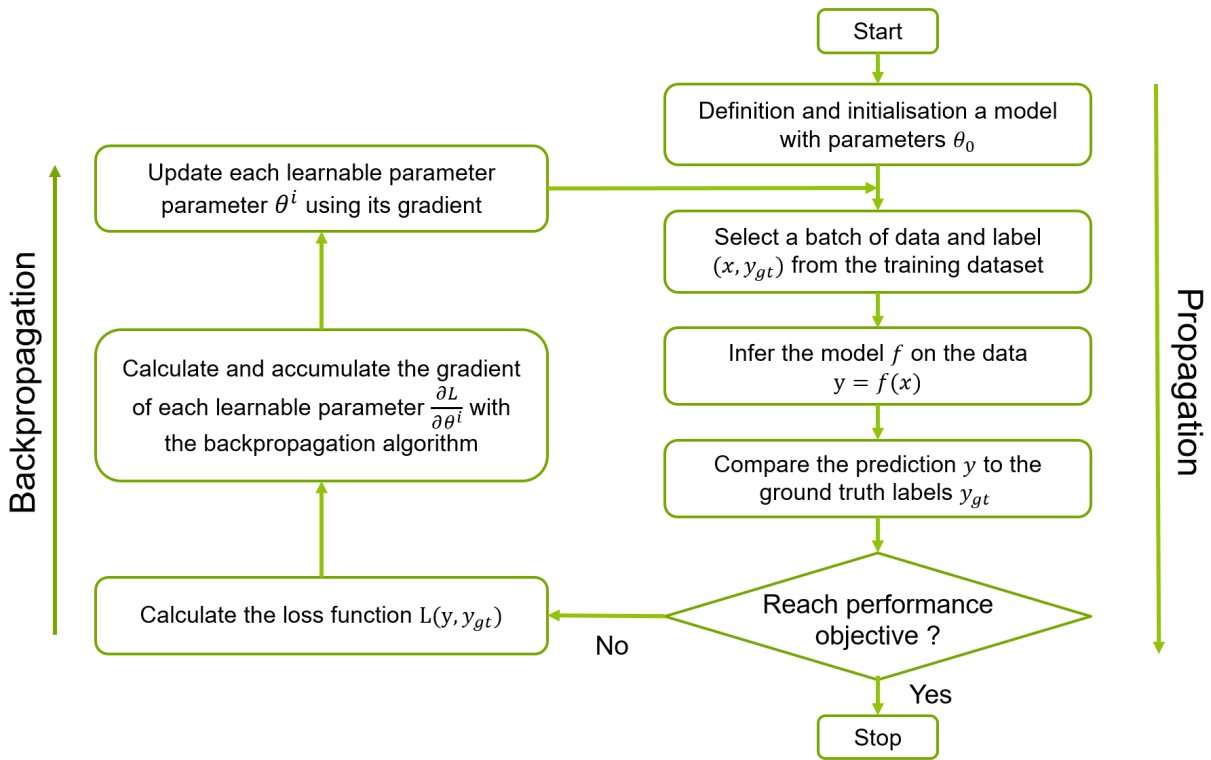 Start
Definition and initialisation a model
with parameters θ₀
Select a batch of data and label
(x, y_gt) from the training dataset
Infer the model f on the data
y = f(x)
Compare the prediction y to the
ground truth labels y_gt
Reach performance
objective ?
Yes
Stop
No
Calculate the loss function L(y, y_gt)
Calculate and accumulate the gradient
of each learnable parameter ∂L/∂θⁱ with
the backpropagation algorithm
Update each learnable parameter
parameter θⁱ using its gradient
Backpropagation
Propagation